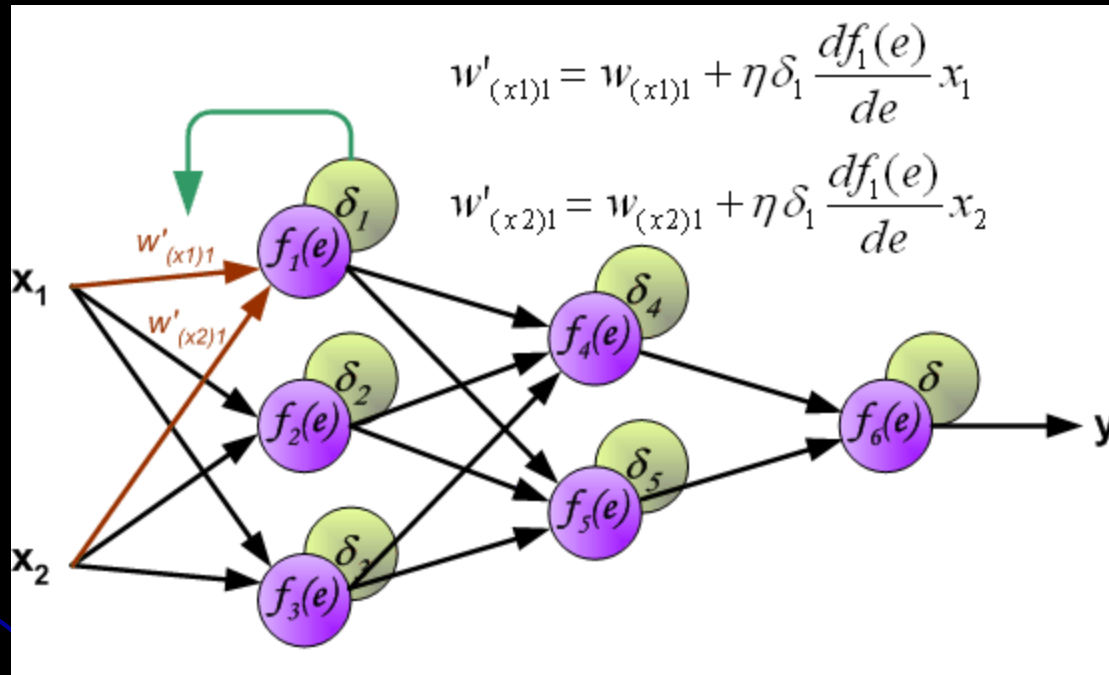 w'(x1)1 = w(x1)1 + ηδ1 df1(e)/de x1
w'(x2)1 = w(x2)1 + ηδ1 df1(e)/de x2
δ1
f1(e)
w'(x1)1
x1
w'(x2)1
δ4
f4(e)
δ2
f2(e)
δ
f6(e)
y
δ5
f5(e)
x2
δ3
f3(e)